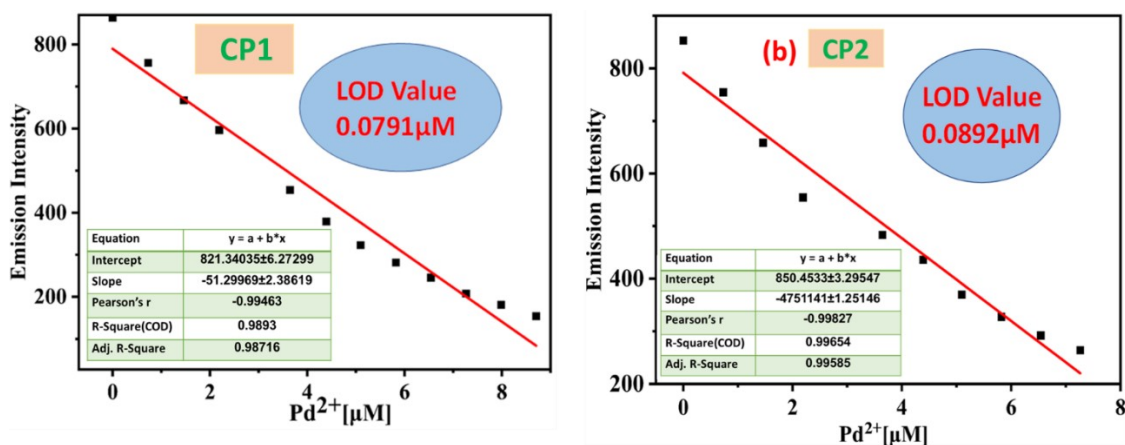 CP1
LOD Value
0.0791µM
800
600
400
200
Emission Intensity
Equation y = a + b*x
Intercept 821.34035±6.27299
Slope -51.29969±2.38619
Pearson's r -0.99463
R-Square(COD) 0.9893
Adj. R-Square 0.98716
0 2 4 6 8
Pd2+[µM]
(b) CP2
LOD Value
0.0892µM
800
600
400
200
Emission Intensity
Equation y = a + b*x
Intercept 850.4533±3.29547
Slope -4751141±1.25146
Pearson's r -0.99827
R-Square(COD) 0.99654
Adj. R-Square 0.99585
0 2 4 6 8
Pd2+[µM]